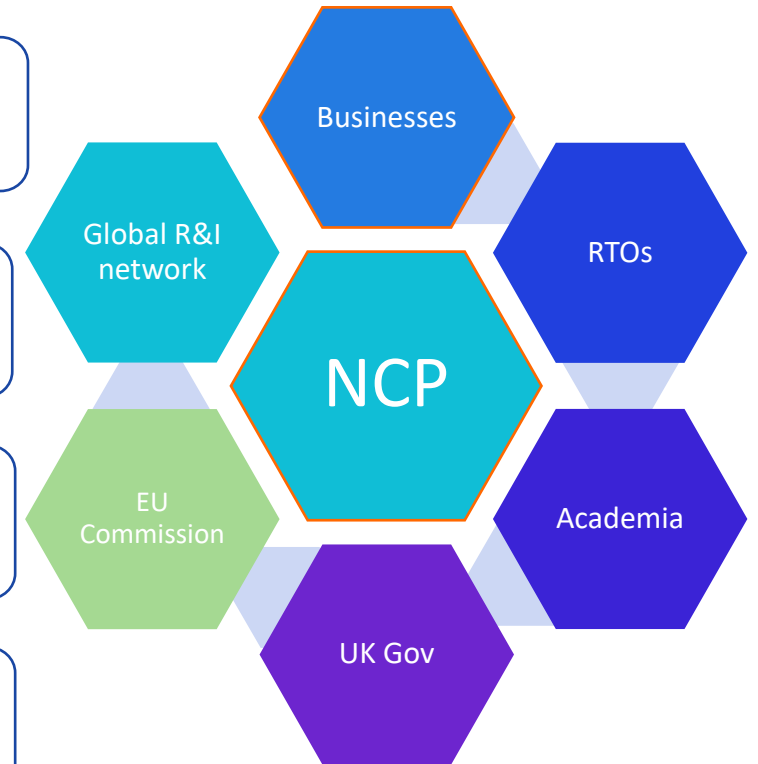 Businesses
Global R&I
network
RTOs
NCP
EU
Commission
Academia
UK Gov